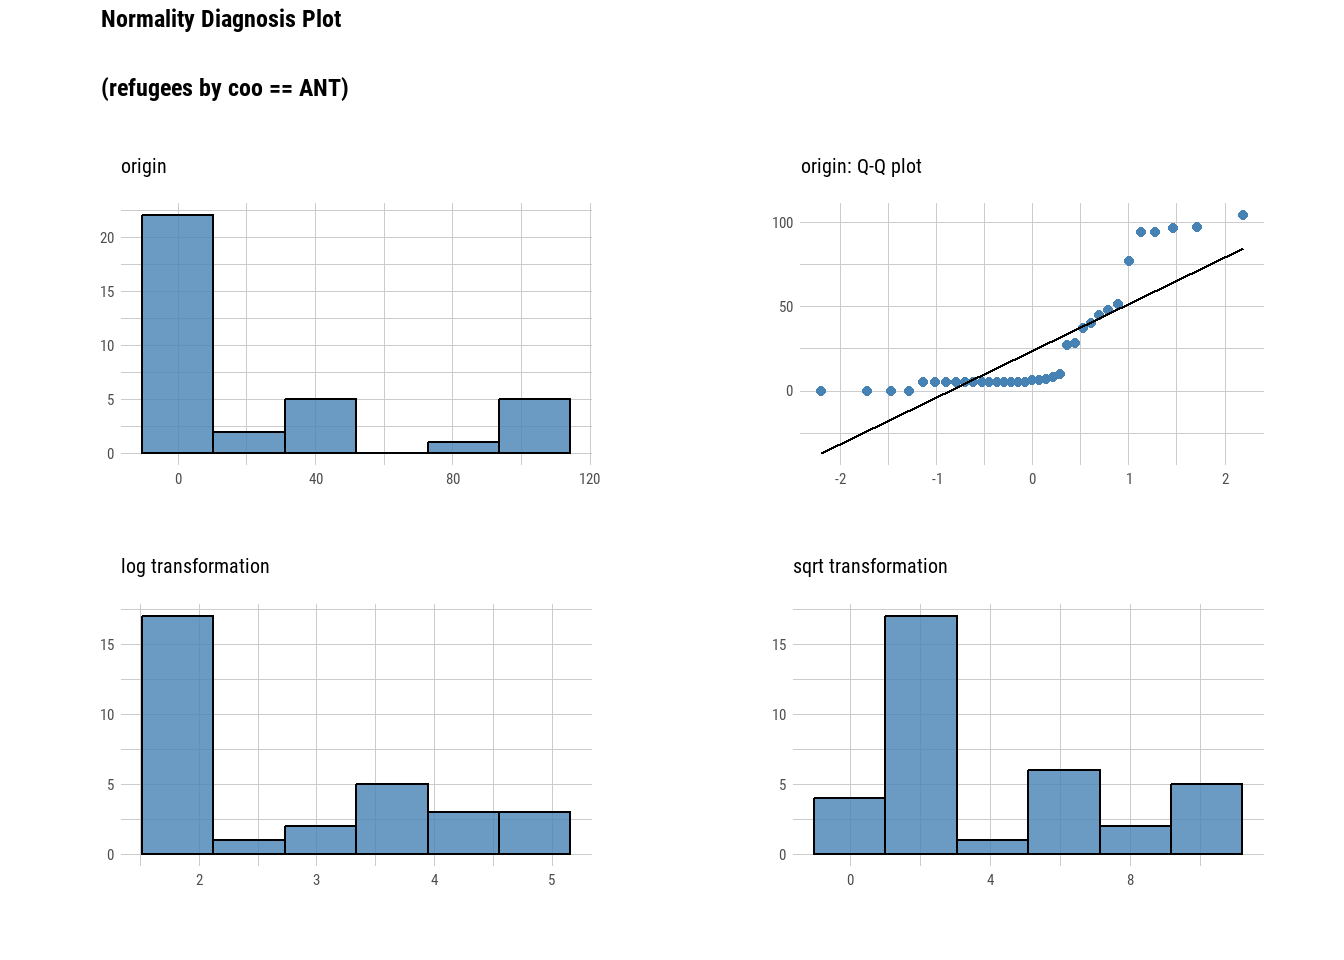 Normality Diagnosis Plot
(refugees by coo == ANT)
origin
20
15
10
5
0
0 40 80 120
origin: Q-Q plot
100
50
0
-2 -1 0 1 2
log transformation
15
10
5
0
2 3 4 5
sqrt transformation
15
10
5
0
0 4 8